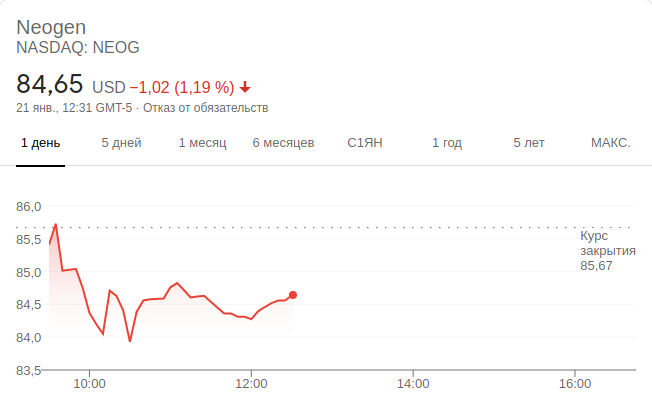 Neogen
NASDAQ: NEOG
84,65 USD −1,02 (1,19 %)
21 янв., 12:31 GMT-5 · Отказ от обязательств
1 день 5 дней 1 месяц 6 месяцев С1ЯН 1 год 5 лет МАКС.
86,0
85,5
85,0
84,5
84,0
83,5
Курс
закрытия
85,67
10:00 12:00 14:00 16:00